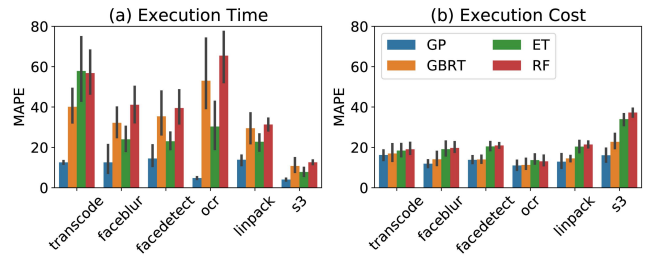 (a) Execution Time
MAPE
80
60
40
20
0
transcode
faceblur
facedetect
ocr
linpack
s3
(b) Execution Cost
MAPE
80
60
40
20
0
GP
GBRT
ET
RF
transcode
faceblur
facedetect
ocr
linpack
s3